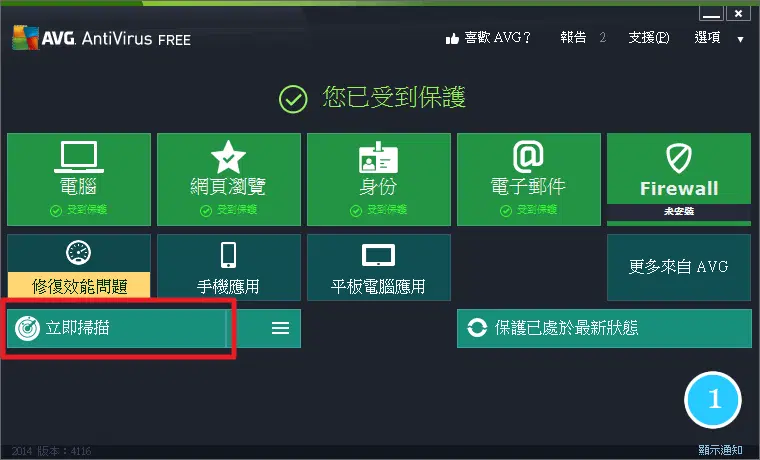 AVG. AntiVirus FREE
喜歡 AVG？ 報告 2 支援(P) 選項
您已受到保護
電腦 網頁瀏覽 身份 電子郵件 Firewall
受到保護 受到保護 受到保護 受到保護 未安裝
修復效能問題 手機應用 平板電腦應用 更多來自 AVG
立即掃描 保護已處於最新狀態
1
2014 版本：4116 顯示通知